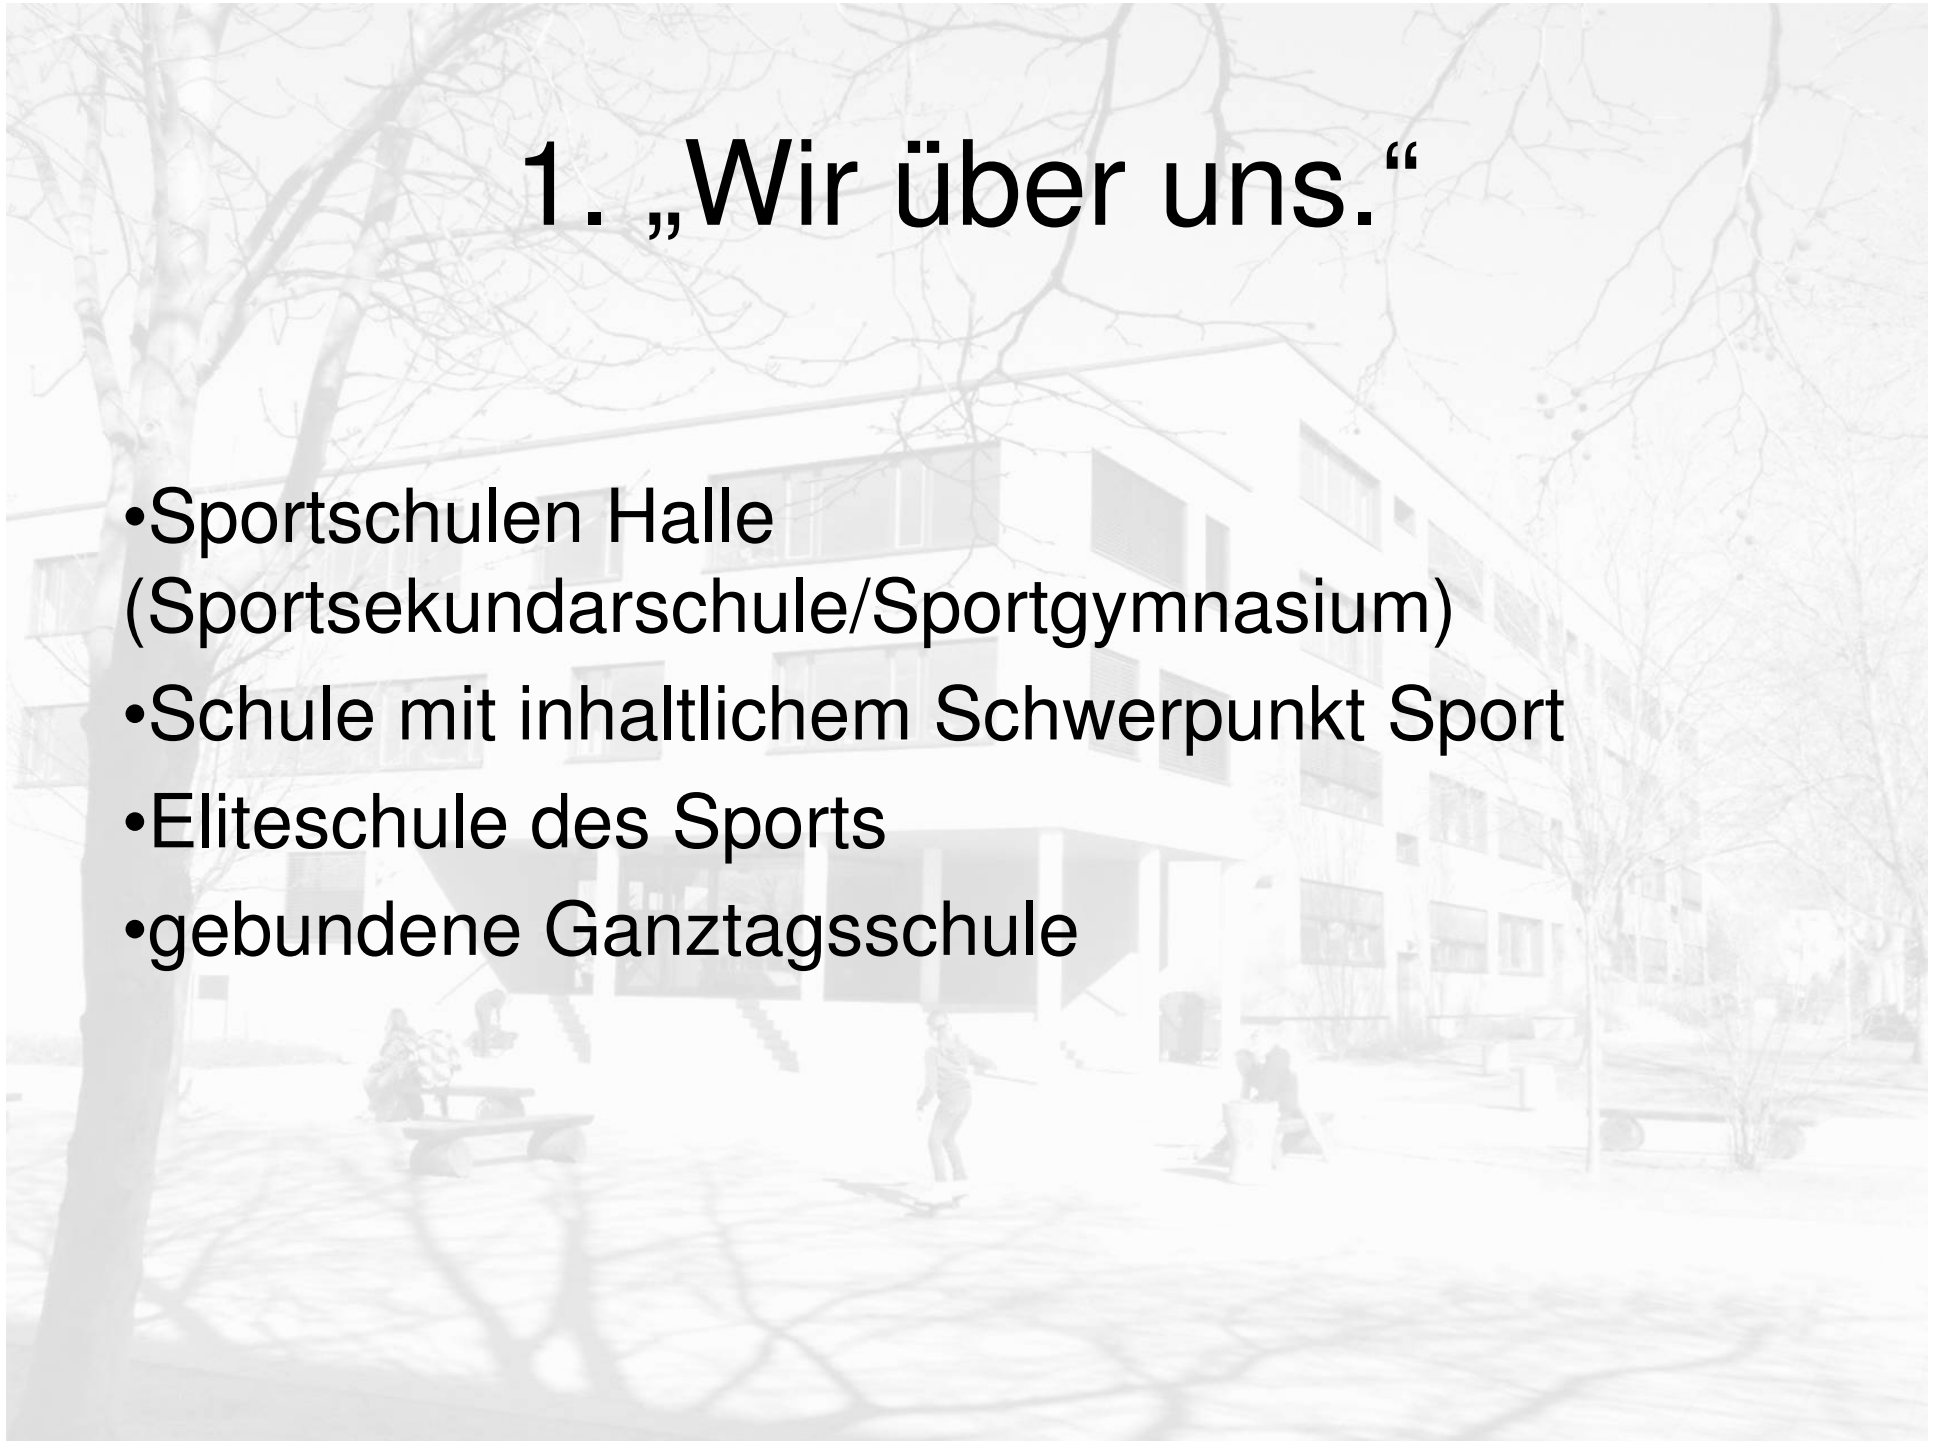 1. „Wir über uns.“
•Sportschulen Halle
(Sportsekundarschule/Sportgymnasium)
•Schule mit inhaltlichem Schwerpunkt Sport
•Eliteschule des Sports
•gebundene Ganztagsschule